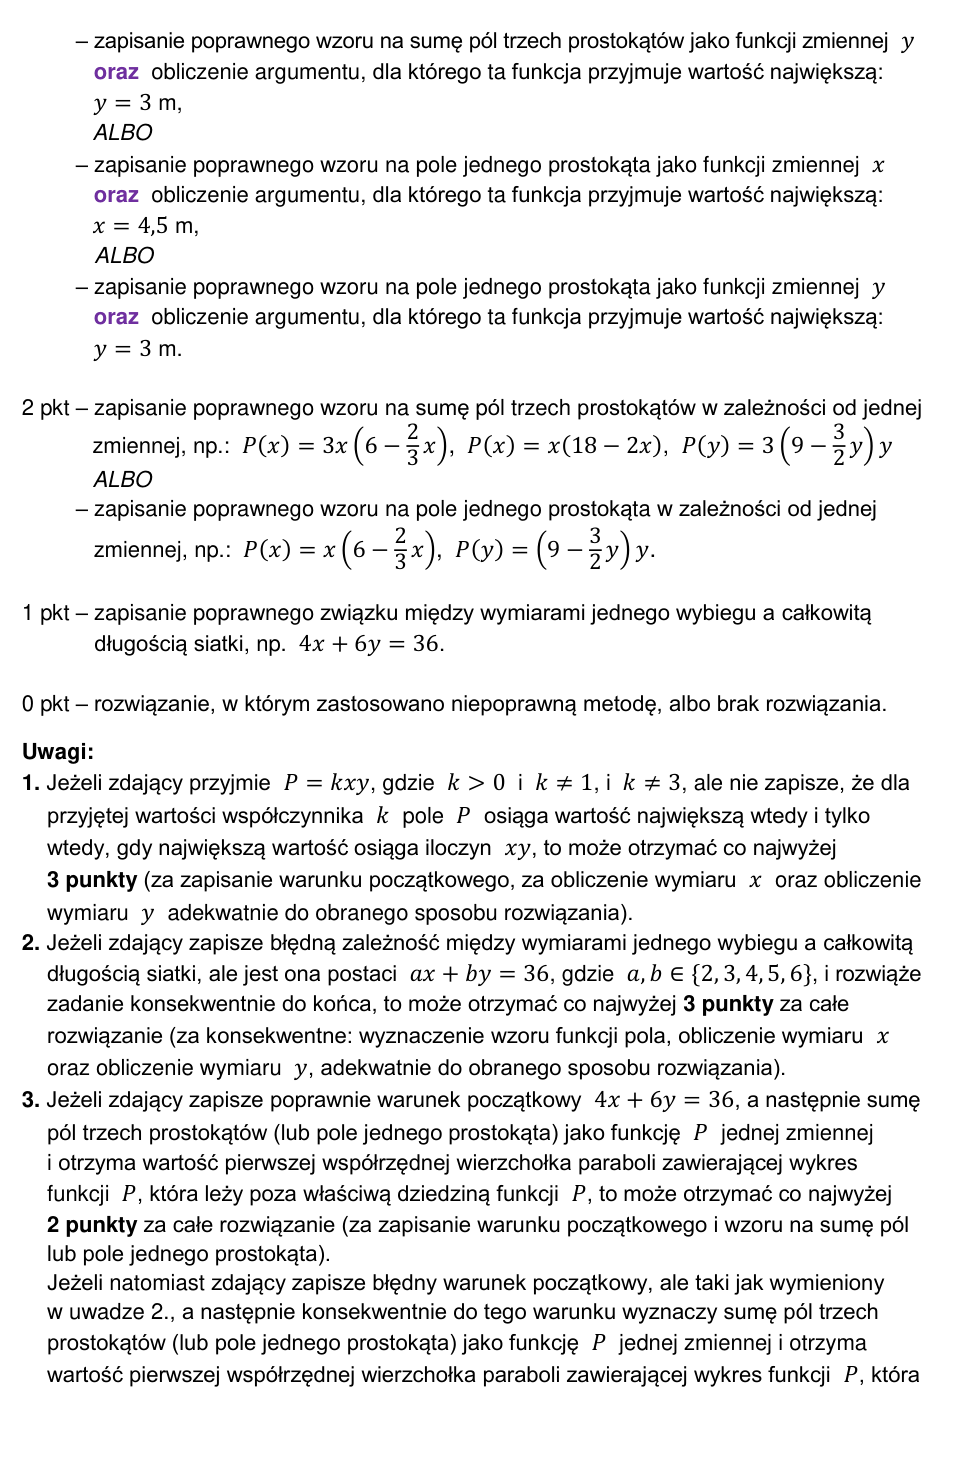 – zapisanie poprawnego wzoru na sumę pól trzech prostokątów jako funkcji zmiennej y
oraz obliczenie argumentu, dla którego ta funkcja przyjmuje wartość największą:
y = 3 m,
ALBO
– zapisanie poprawnego wzoru na pole jednego prostokąta jako funkcji zmiennej x
oraz obliczenie argumentu, dla którego ta funkcja przyjmuje wartość największą:
x = 4,5 m,
ALBO
– zapisanie poprawnego wzoru na pole jednego prostokąta jako funkcji zmiennej y
oraz obliczenie argumentu, dla którego ta funkcja przyjmuje wartość największą:
y = 3 m.
2 pkt – zapisanie poprawnego wzoru na sumę pól trzech prostokątów w zależności od jednej
zmiennej, np.: P(x) = 3x(6 − 2/3 x), P(x) = x(18 − 2x), P(y) = 3(9 − 3/2 y)y
ALBO
– zapisanie poprawnego wzoru na pole jednego prostokąta w zależności od jednej
zmiennej, np.: P(x) = x(6 − 2/3 x), P(y) = (9 − 3/2 y)y.
1 pkt – zapisanie poprawnego związku między wymiarami jednego wybiegu a całkowitą
długością siatki, np. 4x + 6y = 36.
0 pkt – rozwiązanie, w którym zastosowano niepoprawną metodę, albo brak rozwiązania.
Uwagi:
1. Jeżeli zdający przyjmie P = kxy, gdzie k > 0 i k ≠ 1, i k ≠ 3, ale nie zapisze, że dla
przyjętej wartości współczynnika k pole P osiąga wartość największą wtedy i tylko
wtedy, gdy największą wartość osiąga iloczyn xy, to może otrzymać co najwyżej
3 punkty (za zapisanie warunku początkowego, za obliczenie wymiaru x oraz obliczenie
wymiaru y adekwatnie do obranego sposobu rozwiązania).
2. Jeżeli zdający zapisze błędną zależność między wymiarami jednego wybiegu a całkowitą
długością siatki, ale jest ona postaci ax + by = 36, gdzie a, b ∈ {2, 3, 4, 5, 6}, i rozwiąże
zadanie konsekwentnie do końca, to może otrzymać co najwyżej 3 punkty za całe
rozwiązanie (za konsekwentne: wyznaczenie wzoru funkcji pola, obliczenie wymiaru x
oraz obliczenie wymiaru y, adekwatnie do obranego sposobu rozwiązania).
3. Jeżeli zdający zapisze poprawnie warunek początkowy 4x + 6y = 36, a następnie sumę
pól trzech prostokątów (lub pole jednego prostokąta) jako funkcję P jednej zmiennej
i otrzyma wartość pierwszej współrzędnej wierzchołka paraboli zawierającej wykres
funkcji P, która leży poza właściwą dziedziną funkcji P, to może otrzymać co najwyżej
2 punkty za całe rozwiązanie (za zapisanie warunku początkowego i wzoru na sumę pól
lub pole jednego prostokąta).
Jeżeli natomiast zdający zapisze błędny warunek początkowy, ale taki jak wymieniony
w uwadze 2., a następnie konsekwentnie do tego warunku wyznaczy sumę pól trzech
prostokątów (lub pole jednego prostokąta) jako funkcję P jednej zmiennej i otrzyma
wartość pierwszej współrzędnej wierzchołka paraboli zawierającej wykres funkcji P, która